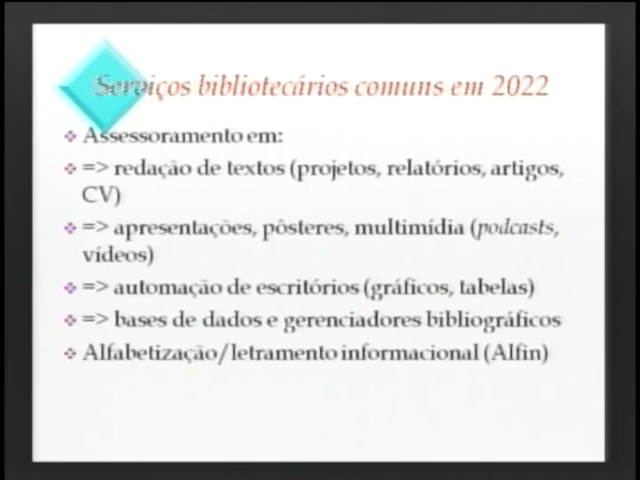 Serviços bibliotecários comuns em 2022
Assessoramento em:
=> redação de textos (projetos, relatórios, artigos,
CV)
=> apresentações, pôsteres, multimídia (podcasts,
vídeos)
=> automação de escritórios (gráficos, tabelas)
=> bases de dados e gerenciadores bibliográficos
Alfabetização/letramento informacional (Alfin)